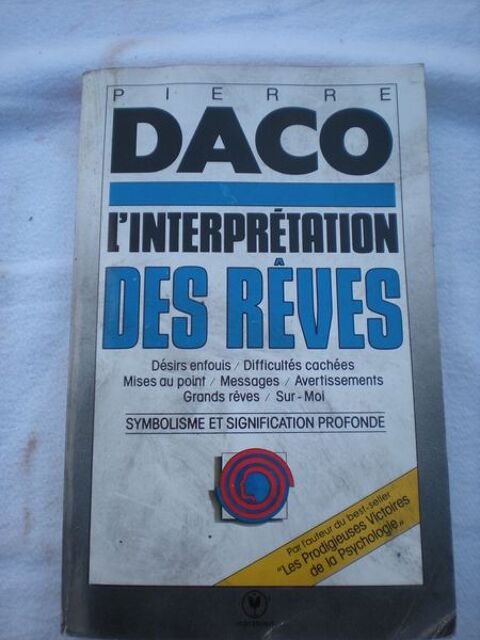 PIERRE
DACO
L'INTERPRÉTATION
DES RÊVES
Désirs enfouis / Difficultés cachées
Mises au point / Messages / Avertissements
Grands rêves / Sur-Moi
SYMBOLISME ET SIGNIFICATION PROFONDE
Par l'auteur du best-seller
"Les Prodigieuses Victoires
de la Psychologie"
marabout